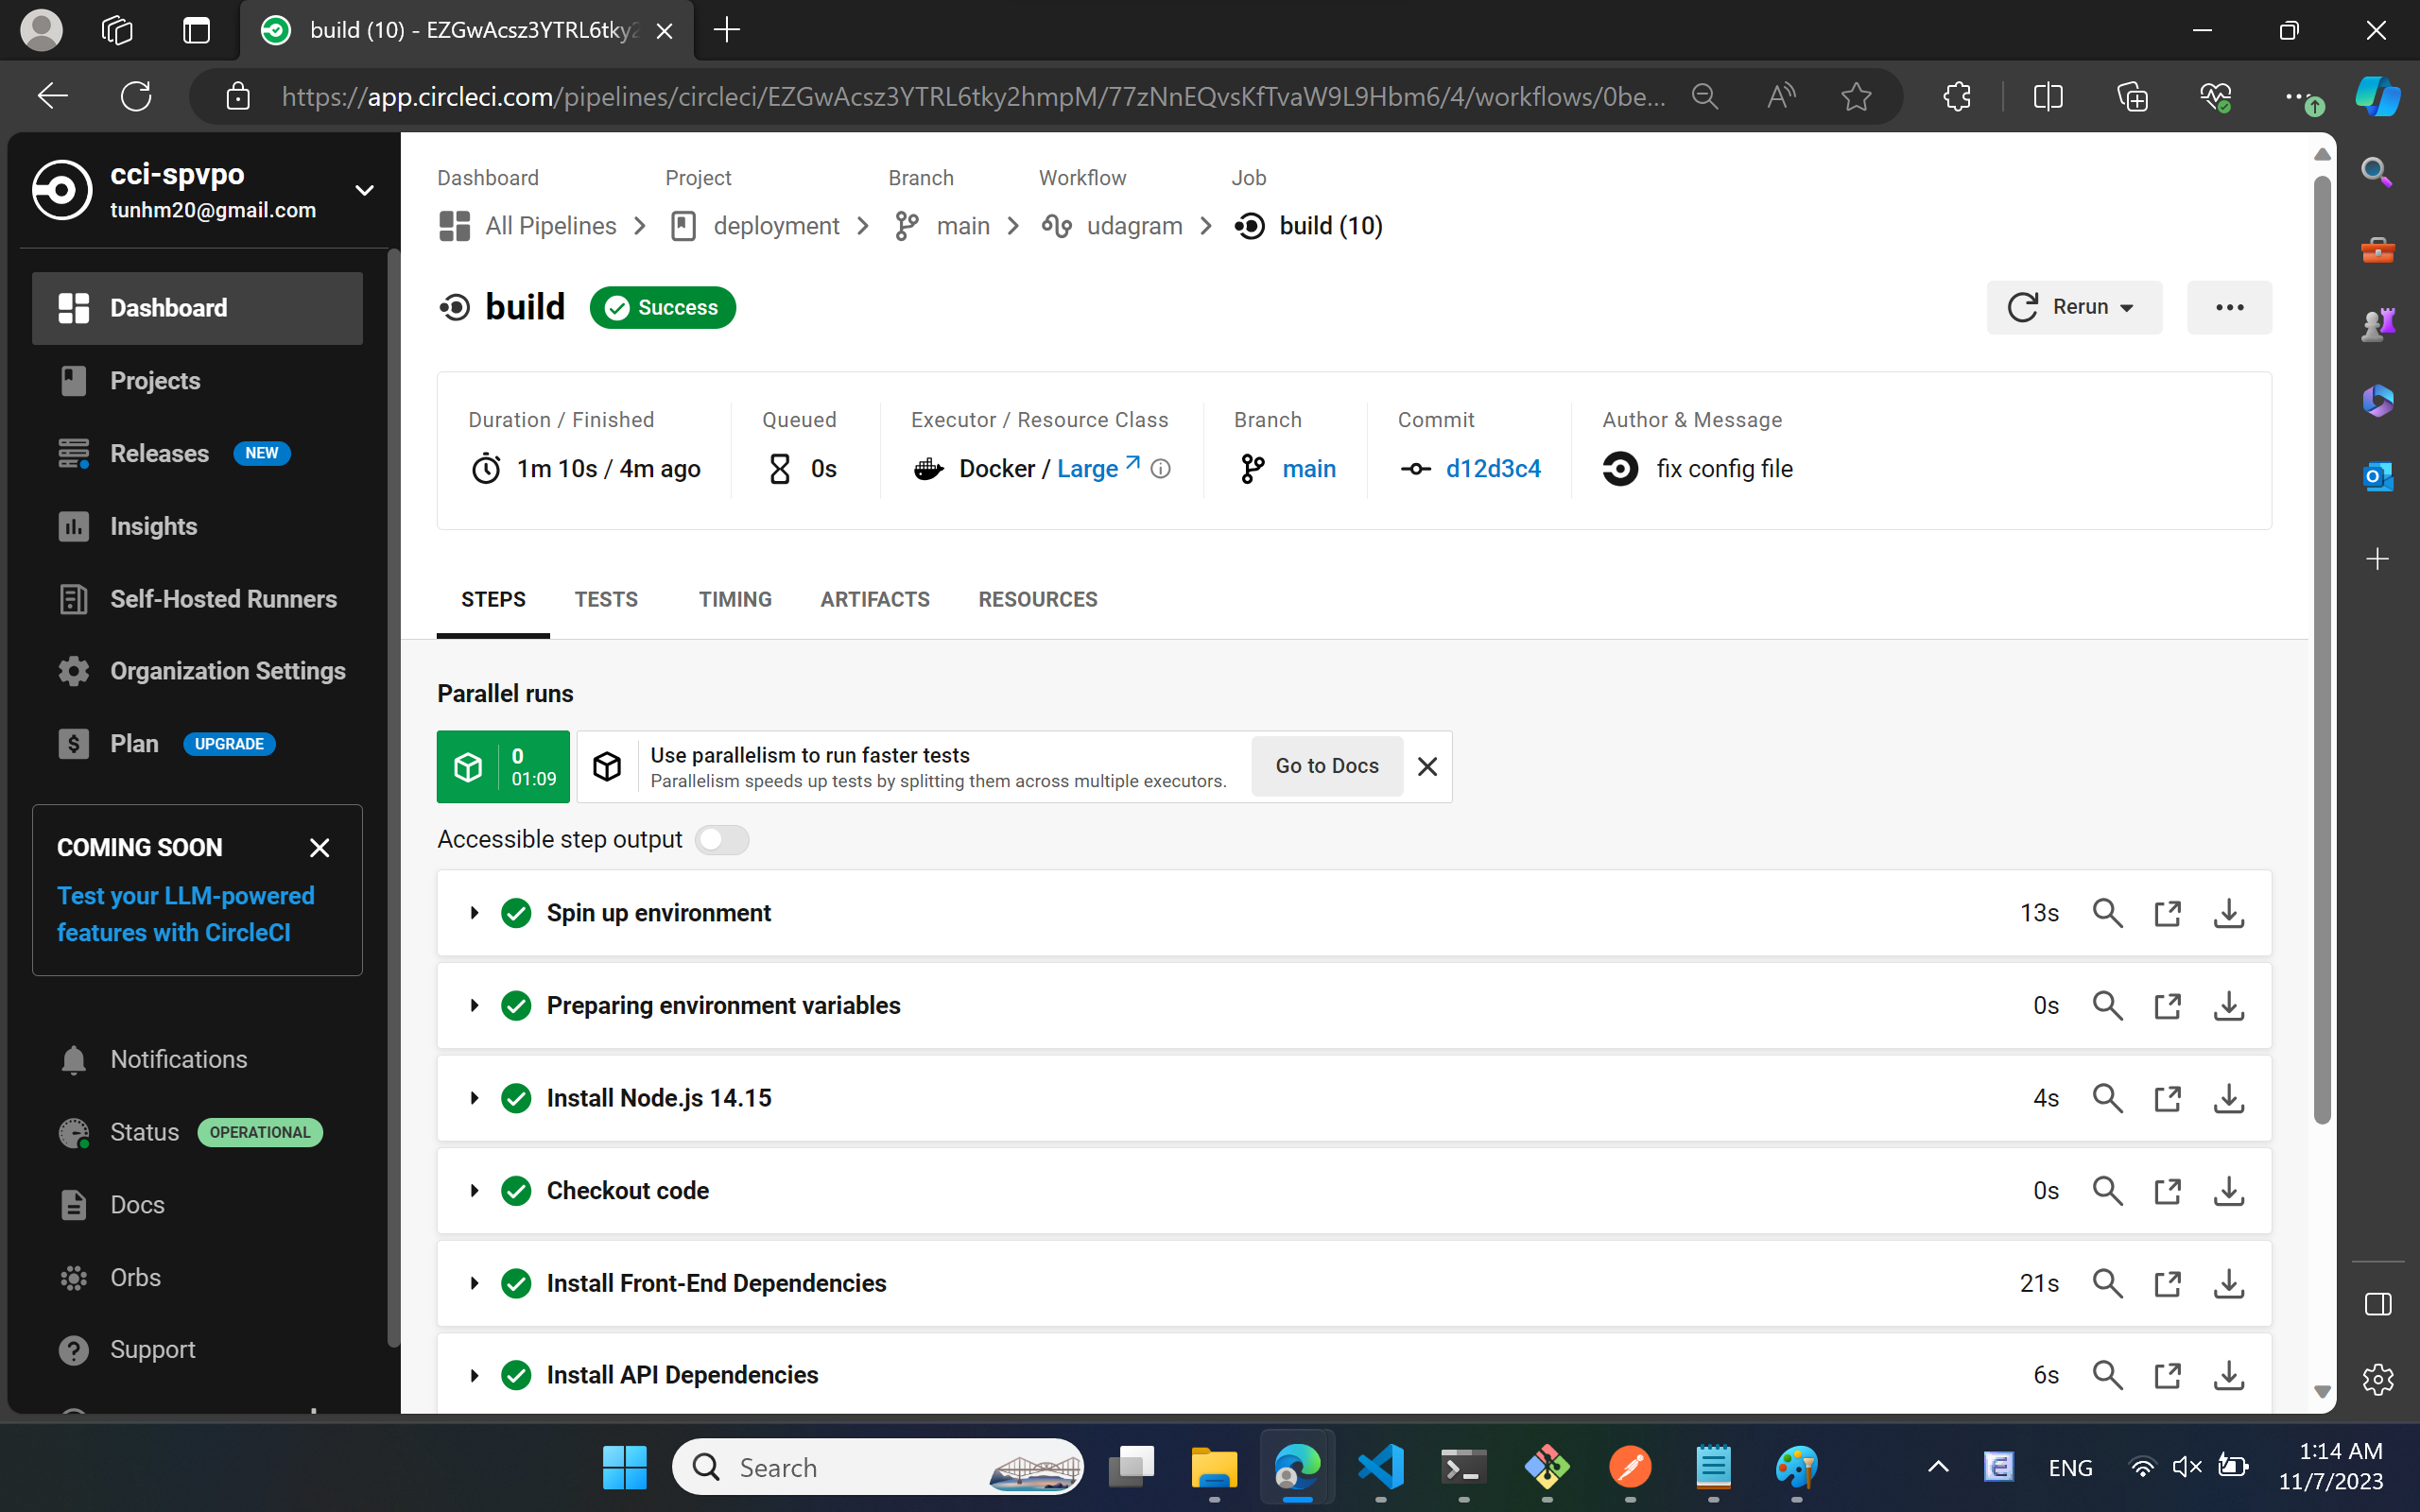 build (10) - EZGwAcsz3YTRL6tky2
https://app.circleci.com/pipelines/circleci/EZGwAcsz3YTRL6tky2hmpM/77zNnEQvsKfTvaW9L9Hbm6/4/workflows/0be...
cci-spvpo
tunhm20@gmail.com
Dashboard
Projects
Releases NEW
Insights
Self-Hosted Runners
Organization Settings
Plan UPGRADE
COMING SOON
Test your LLM-powered
features with CircleCI
Notifications
Status OPERATIONAL
Docs
Orbs
Support
Dashboard Project Branch Workflow Job
All Pipelines deployment main udagram build (10)
build Success
Rerun
Duration / Finished Queued Executor / Resource Class Branch Commit Author & Message
1m 10s / 4m ago 0s Docker / Large main d12d3c4 fix config file
STEPS TESTS TIMING ARTIFACTS RESOURCES
Parallel runs
0
01:09
Use parallelism to run faster tests
Parallelism speeds up tests by splitting them across multiple executors.
Go to Docs
Accessible step output
Spin up environment 13s
Preparing environment variables 0s
Install Node.js 14.15 4s
Checkout code 0s
Install Front-End Dependencies 21s
Install API Dependencies 6s
Search
ENG
1:14 AM
11/7/2023